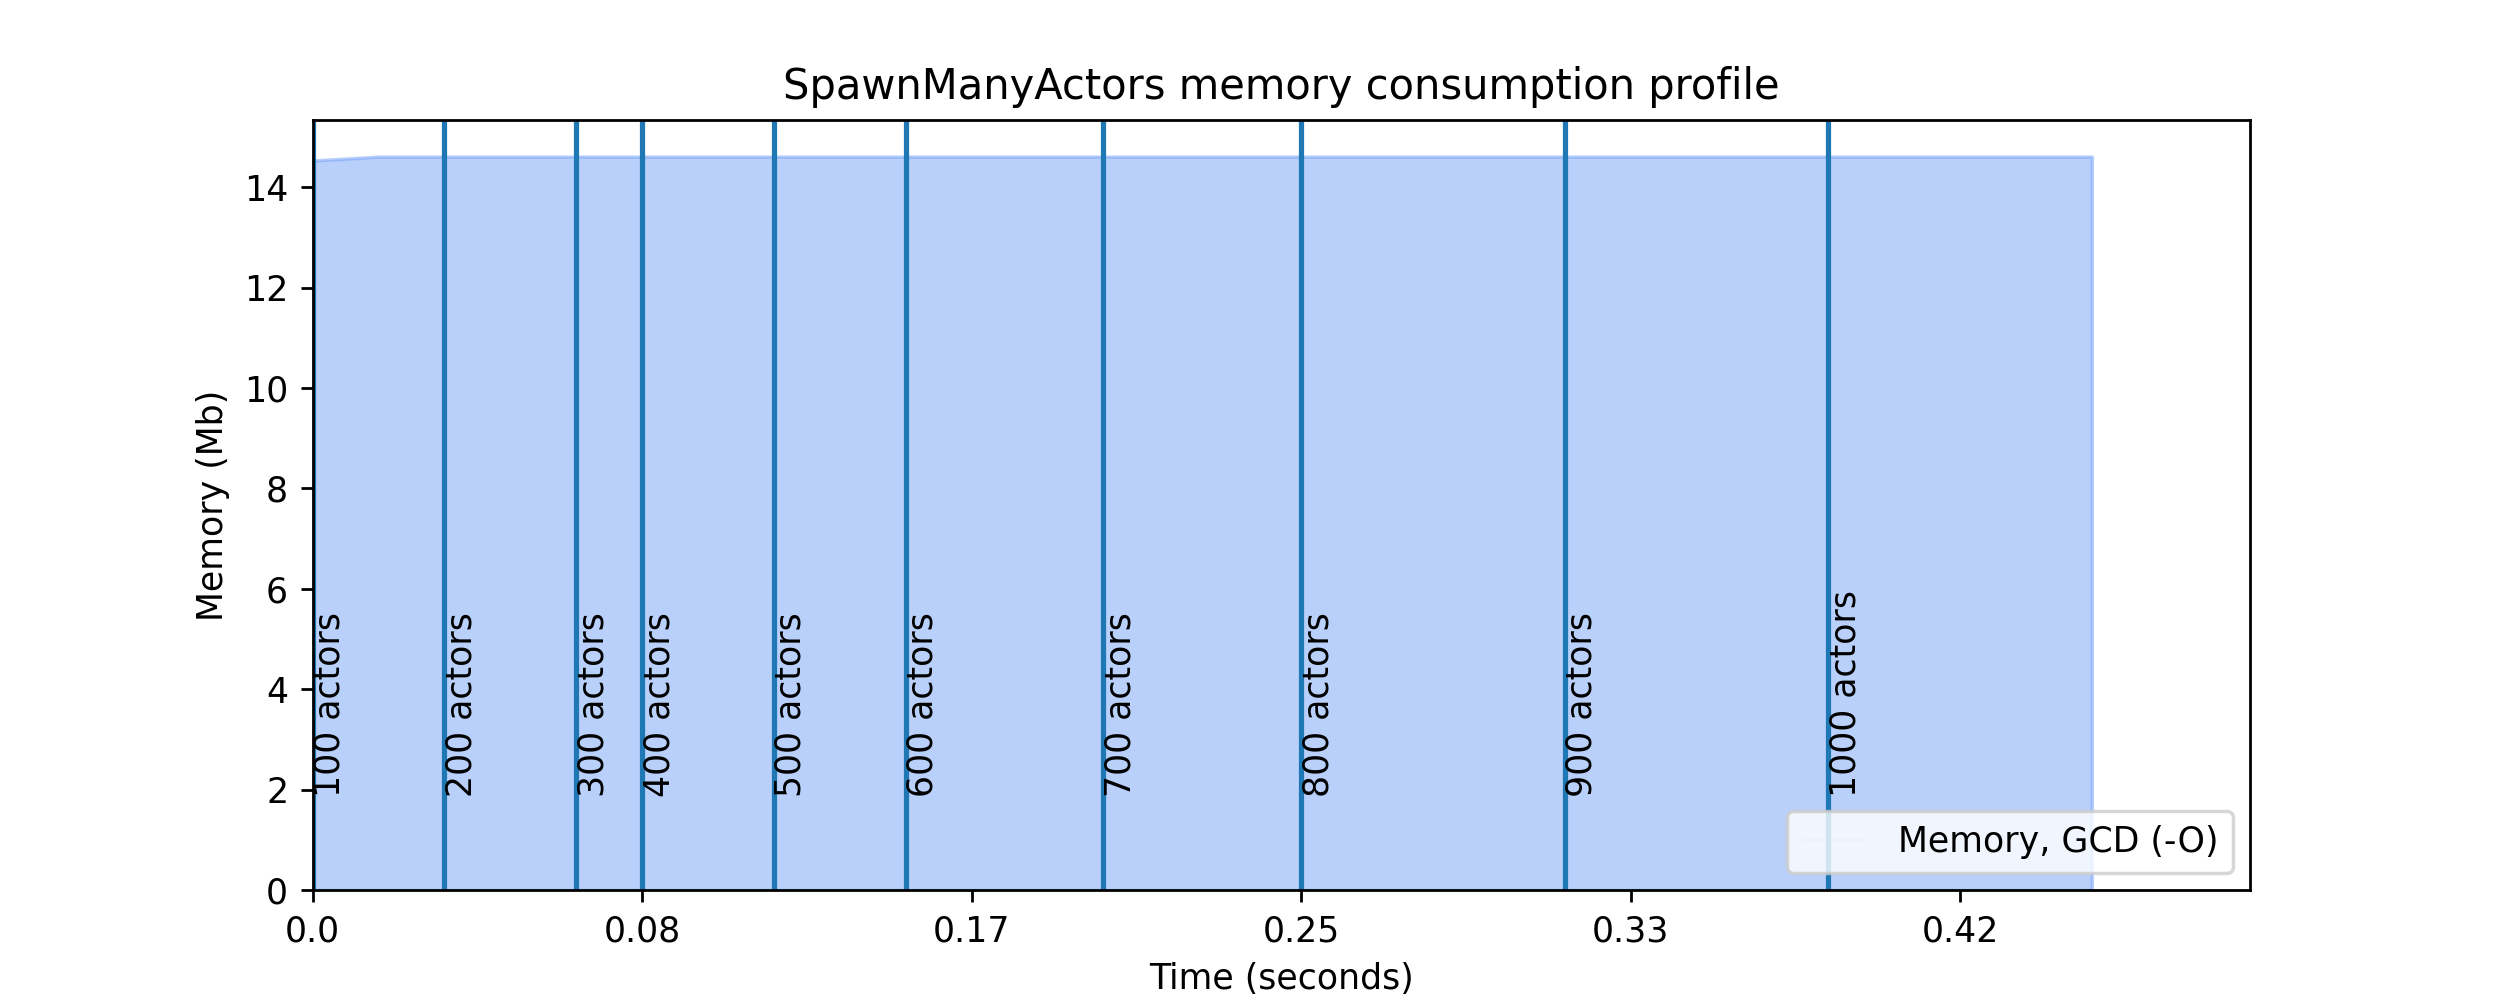 SpawnManyActors memory consumption profile
Memory (Mb)
14
12
10
8
6
4
2
0
100 actors
200 actors
300 actors
400 actors
500 actors
600 actors
700 actors
800 actors
900 actors
1000 actors
Memory, GCD (-O)
0.0
0.08
0.17
0.25
0.33
0.42
Time (seconds)